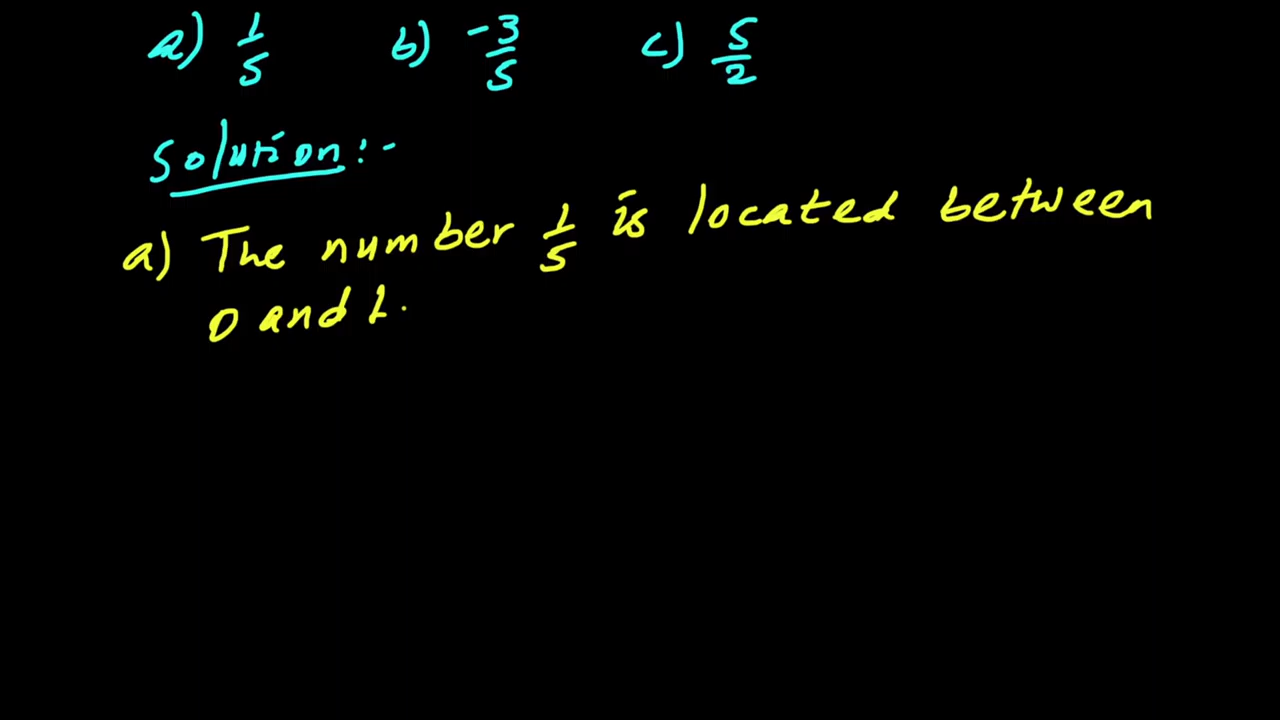 a) 1/5 b) -3/5 c) 5/2
Solution:-
a) The number 1/5 is located between
0 and 1.